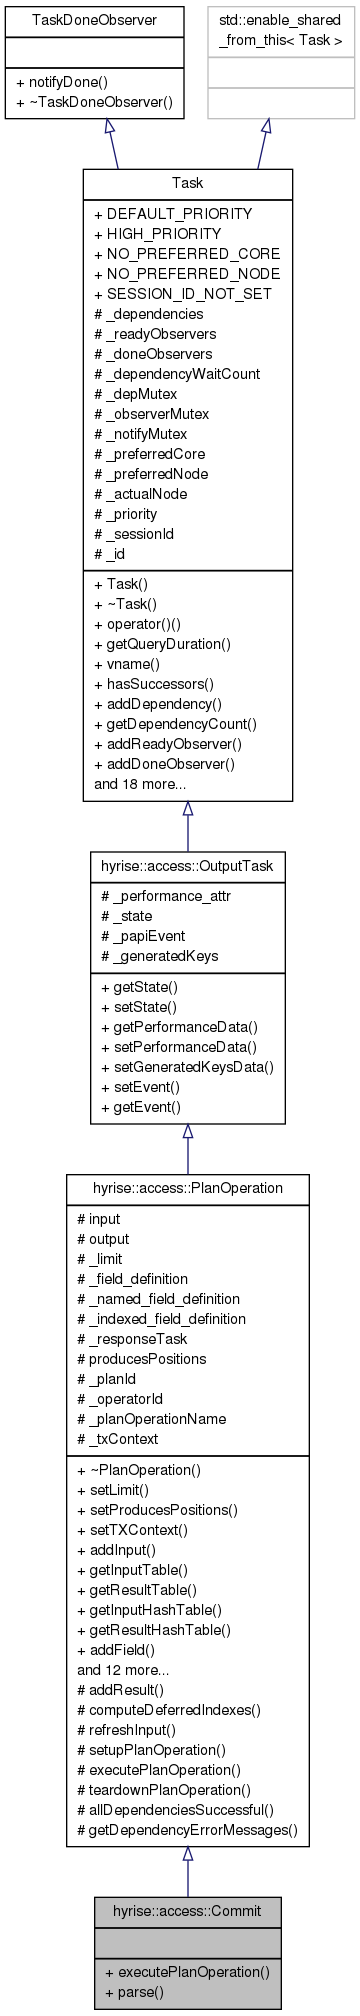 TaskDoneObserver
+ notifyDone()
+ ~TaskDoneObserver()
std::enable_shared
_from_this< Task >
Task
+ DEFAULT_PRIORITY
+ HIGH_PRIORITY
+ NO_PREFERRED_CORE
+ NO_PREFERRED_NODE
+ SESSION_ID_NOT_SET
# _dependencies
# _readyObservers
# _doneObservers
# _dependencyWaitCount
# _depMutex
# _observerMutex
# _notifyMutex
# _preferredCore
# _preferredNode
# _actualNode
# _priority
# _sessionId
# _id
+ Task()
+ ~Task()
+ operator()()
+ getQueryDuration()
+ vname()
+ hasSuccessors()
+ addDependency()
+ getDependencyCount()
+ addReadyObserver()
+ addDoneObserver()
and 18 more...
hyrise::access::OutputTask
# _performance_attr
# _state
# _papiEvent
# _generatedKeys
+ getState()
+ setState()
+ getPerformanceData()
+ setPerformanceData()
+ setGeneratedKeysData()
+ setEvent()
+ getEvent()
hyrise::access::PlanOperation
# input
# output
# _limit
# _field_definition
# _named_field_definition
# _indexed_field_definition
# _responseTask
# producesPositions
# _planId
# _operatorId
# _planOperationName
# _txContext
+ ~PlanOperation()
+ setLimit()
+ setProducesPositions()
+ setTXContext()
+ addInput()
+ getInputTable()
+ getResultTable()
+ getInputHashTable()
+ getResultHashTable()
+ addField()
and 12 more...
# addResult()
# computeDeferredIndexes()
# refreshInput()
# setupPlanOperation()
# executePlanOperation()
# teardownPlanOperation()
# allDependenciesSuccessful()
# getDependencyErrorMessages()
hyrise::access::Commit
+ executePlanOperation()
+ parse()